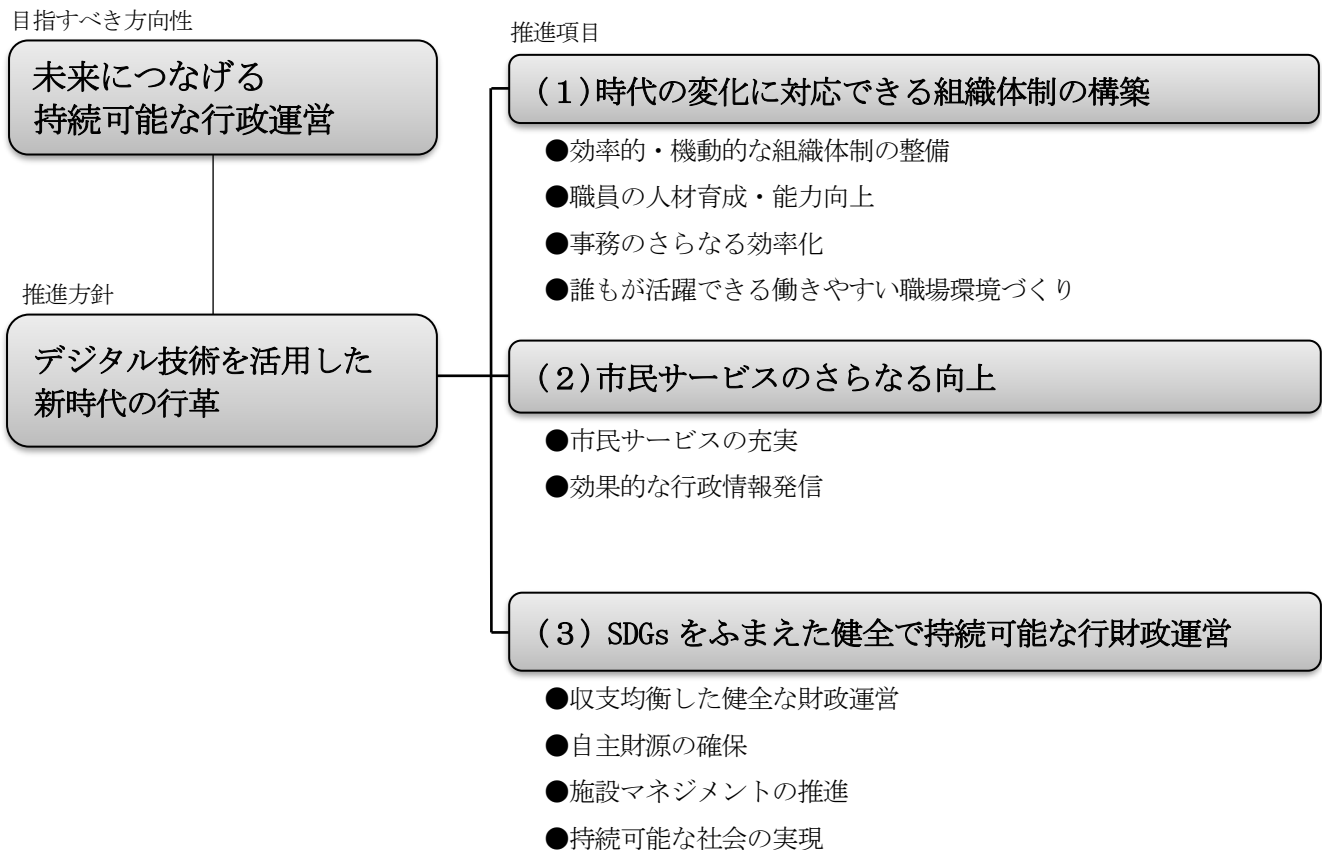 目指すべき方向性
未来につなげる
持続可能な行政運営
推進方針
デジタル技術を活用した
新時代の行革
推進項目
(1)時代の変化に対応できる組織体制の構築
●効率的・機動的な組織体制の整備
●職員の人材育成・能力向上
●事務のさらなる効率化
●誰もが活躍できる働きやすい職場環境づくり
(2)市民サービスのさらなる向上
●市民サービスの充実
●効果的な行政情報発信
(3) SDGs をふまえた健全で持続可能な行財政運営
●収支均衡した健全な財政運営
●自主財源の確保
●施設マネジメントの推進
●持続可能な社会の実現